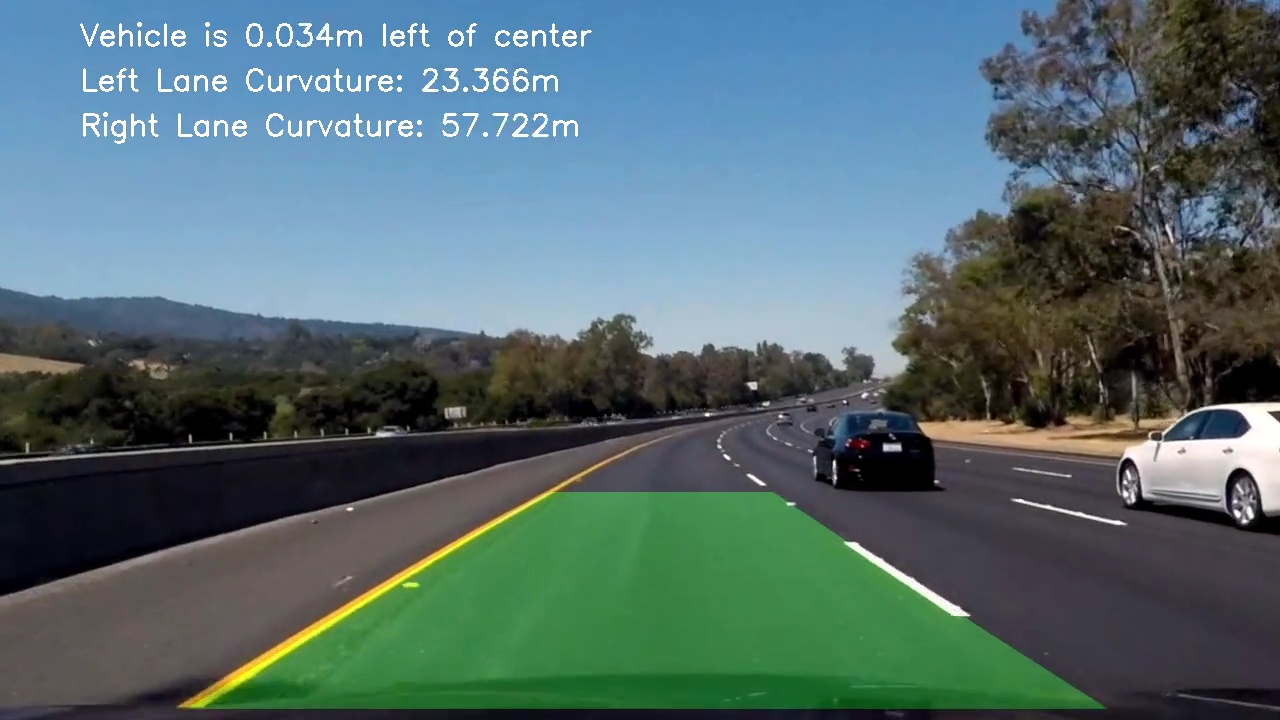 Vehicle is 0.034m left of center
Left Lane Curvature: 23.366m
Right Lane Curvature: 57.722m